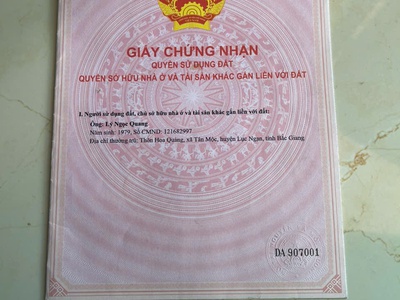 GIẤY CHỨNG NHẬN
QUYỀN SỬ DỤNG ĐẤT
QUYỀN SỞ HỮU NHÀ Ở VÀ TÀI SẢN KHÁC GẮN LIỀN VỚI ĐẤT
I. Người sử dụng đất, chủ sở hữu nhà ở và tài sản khác gắn liền với đất:
Ông: Lý Ngọc Quang
Năm sinh: 1979, Số CMND: 121682997
Địa chỉ thường trú: Thôn Hoa Quảng, xã Tân Mộc, huyện Lục Ngạn, tỉnh Bắc Giang
DA 907001